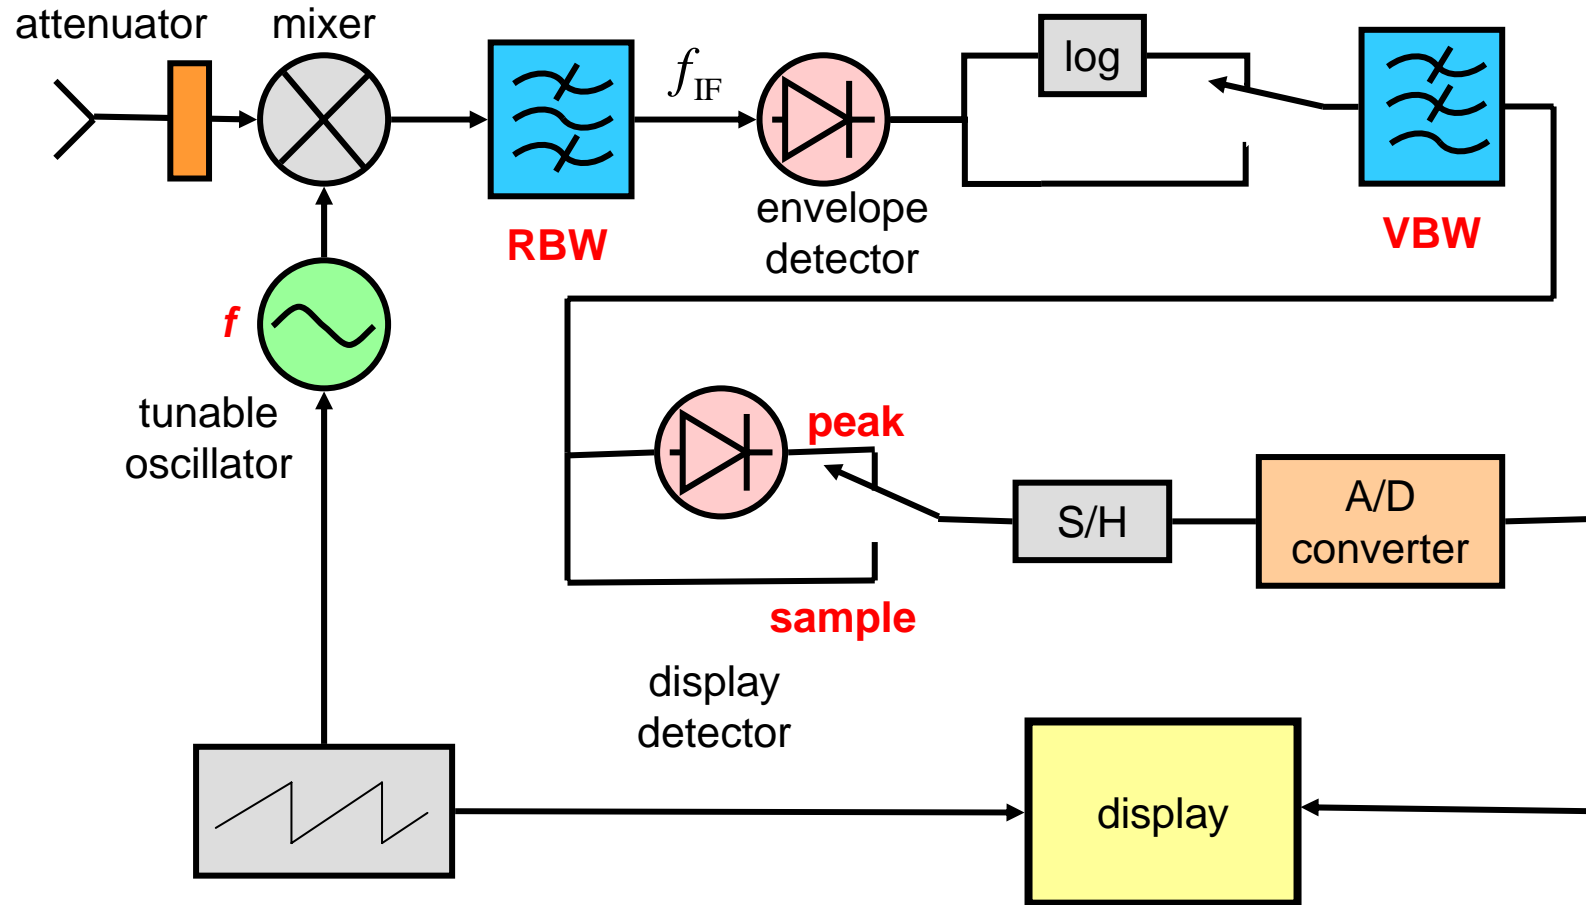 attenuator
mixer
f_IF
log
RBW
envelope
detector
VBW
f
tunable
oscillator
peak
sample
S/H
A/D
converter
display
detector
display